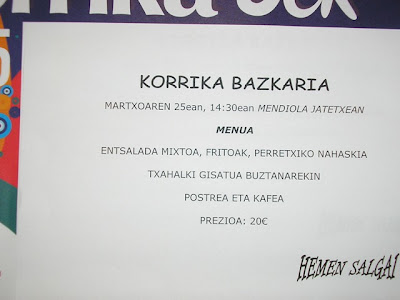 KORRIKA BAZKARIA
MARTXOAREN 25ean, 14:30ean MENDIOLA JATETXEAN
MENUA
ENTSALADA MIXTOA, FRITOAK, PERRETXIKO NAHASKIA
TXAHALKI GISATUA BUZTANAREKIN
POSTREA ETA KAFEA
PREZIOA: 20€
HEMEN SALGAI